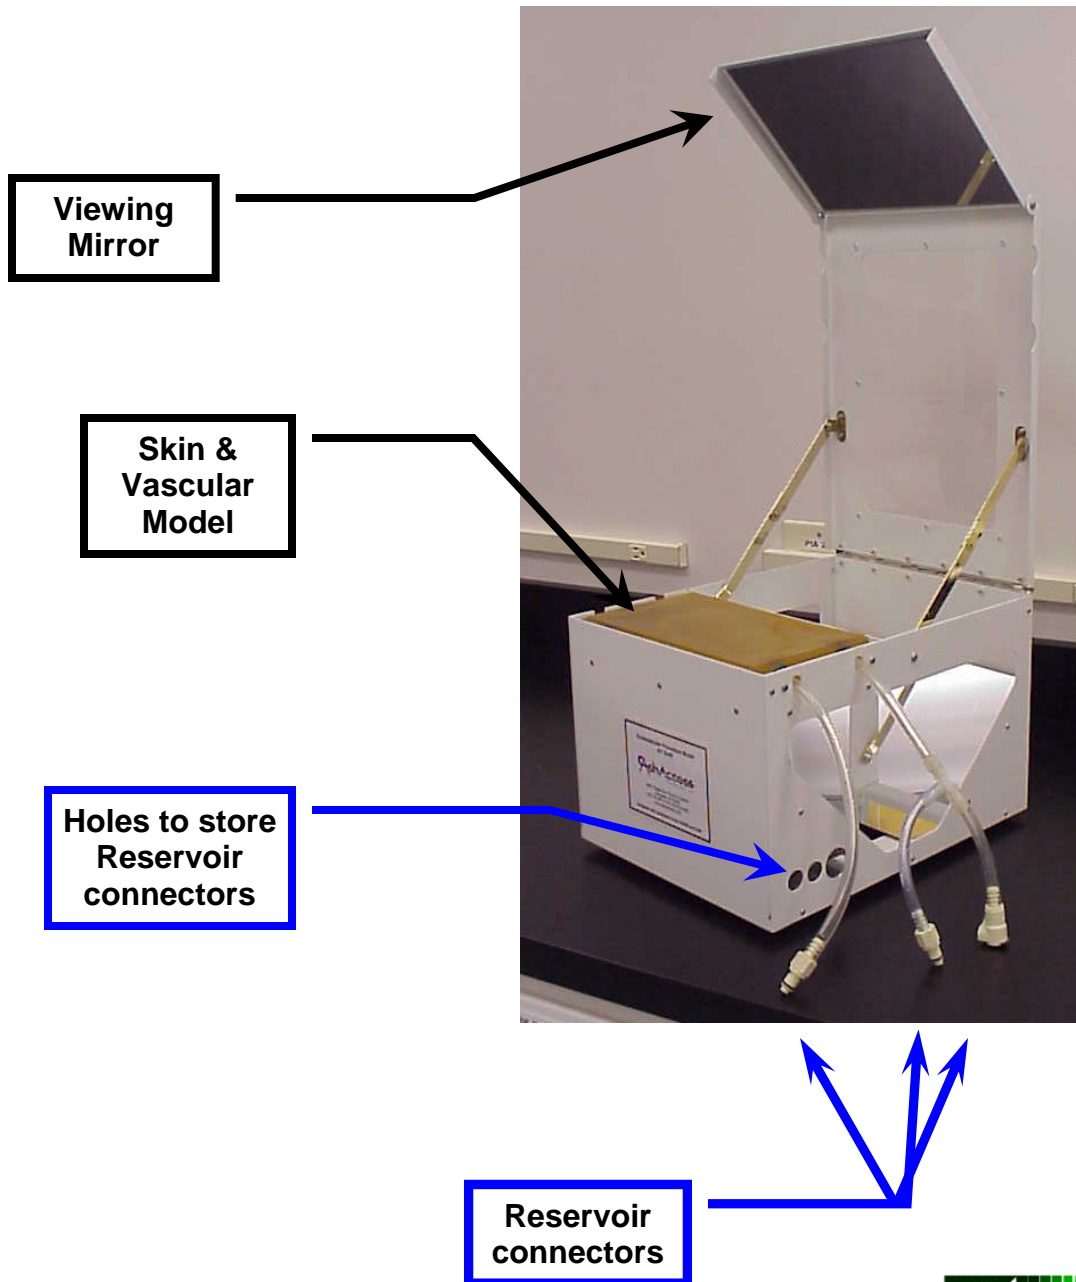 Viewing
Mirror
Skin &
Vascular
Model
Holes to store
Reservoir
connectors
Reservoir
connectors